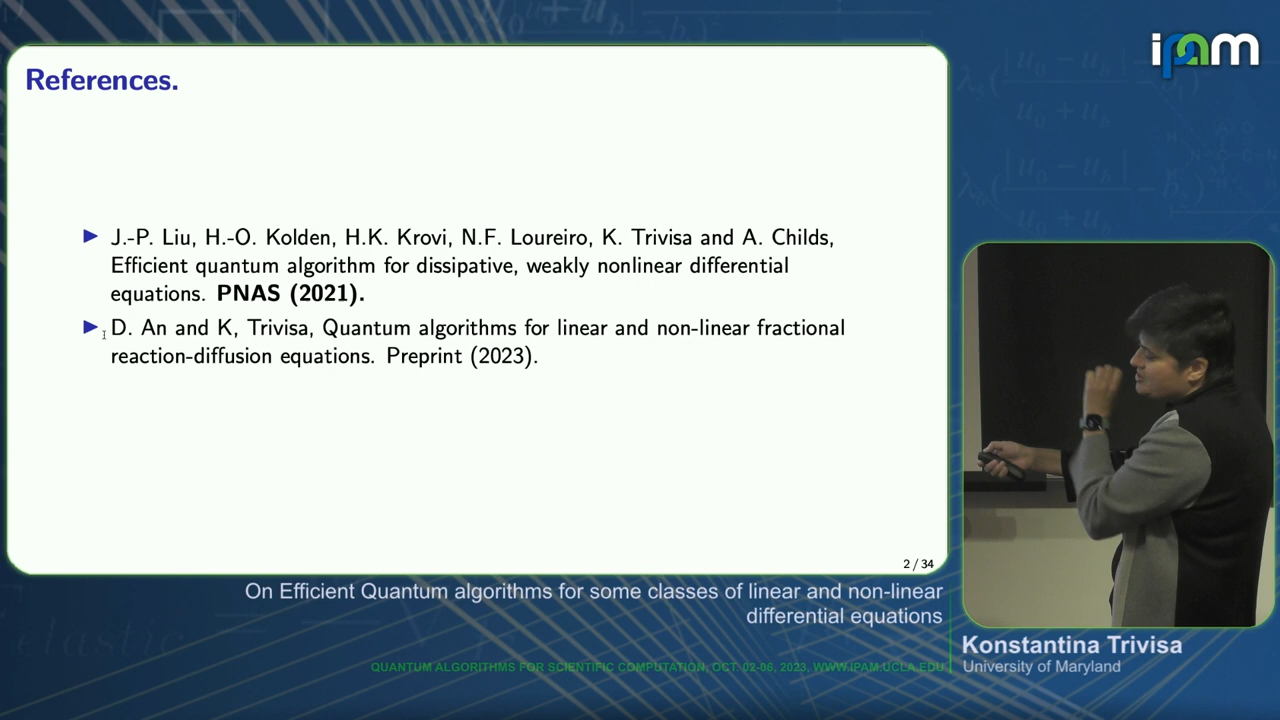 ipam
References.
J.-P. Liu, H.-O. Kolden, H.K. Krovi, N.F. Loureiro, K. Trivisa and A. Childs,
Efficient quantum algorithm for dissipative, weakly nonlinear differential
equations. PNAS (2021).
D. An and K, Trivisa, Quantum algorithms for linear and non-linear fractional
reaction-diffusion equations. Preprint (2023).
2 / 34
On Efficient Quantum algorithms for some classes of linear and non-linear
differential equations
Konstantina Trivisa
University of Maryland
QUANTUM ALGORITHMS FOR SCIENTIFIC COMPUTATION, OCT. 02-06, 2023, WWW.IPAM.UCLA.EDU